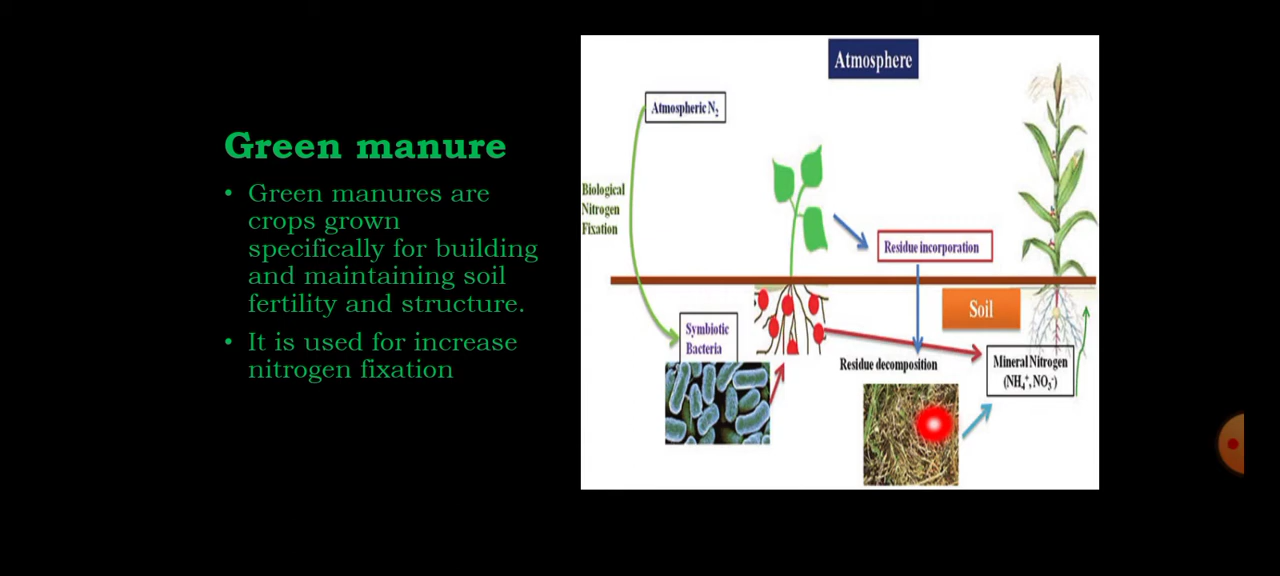 Green manure
• Green manures are
crops grown
specifically for building
and maintaining soil
fertility and structure.
• It is used for increase
nitrogen fixation
Atmosphere
Atmospheric N₂
Biological
Nitrogen
Fixation
Residue incorporation
Soil
Symbiotic
Bacteria
Residue decomposition
Mineral Nitrogen
(NH₄⁺, NO₃⁻)